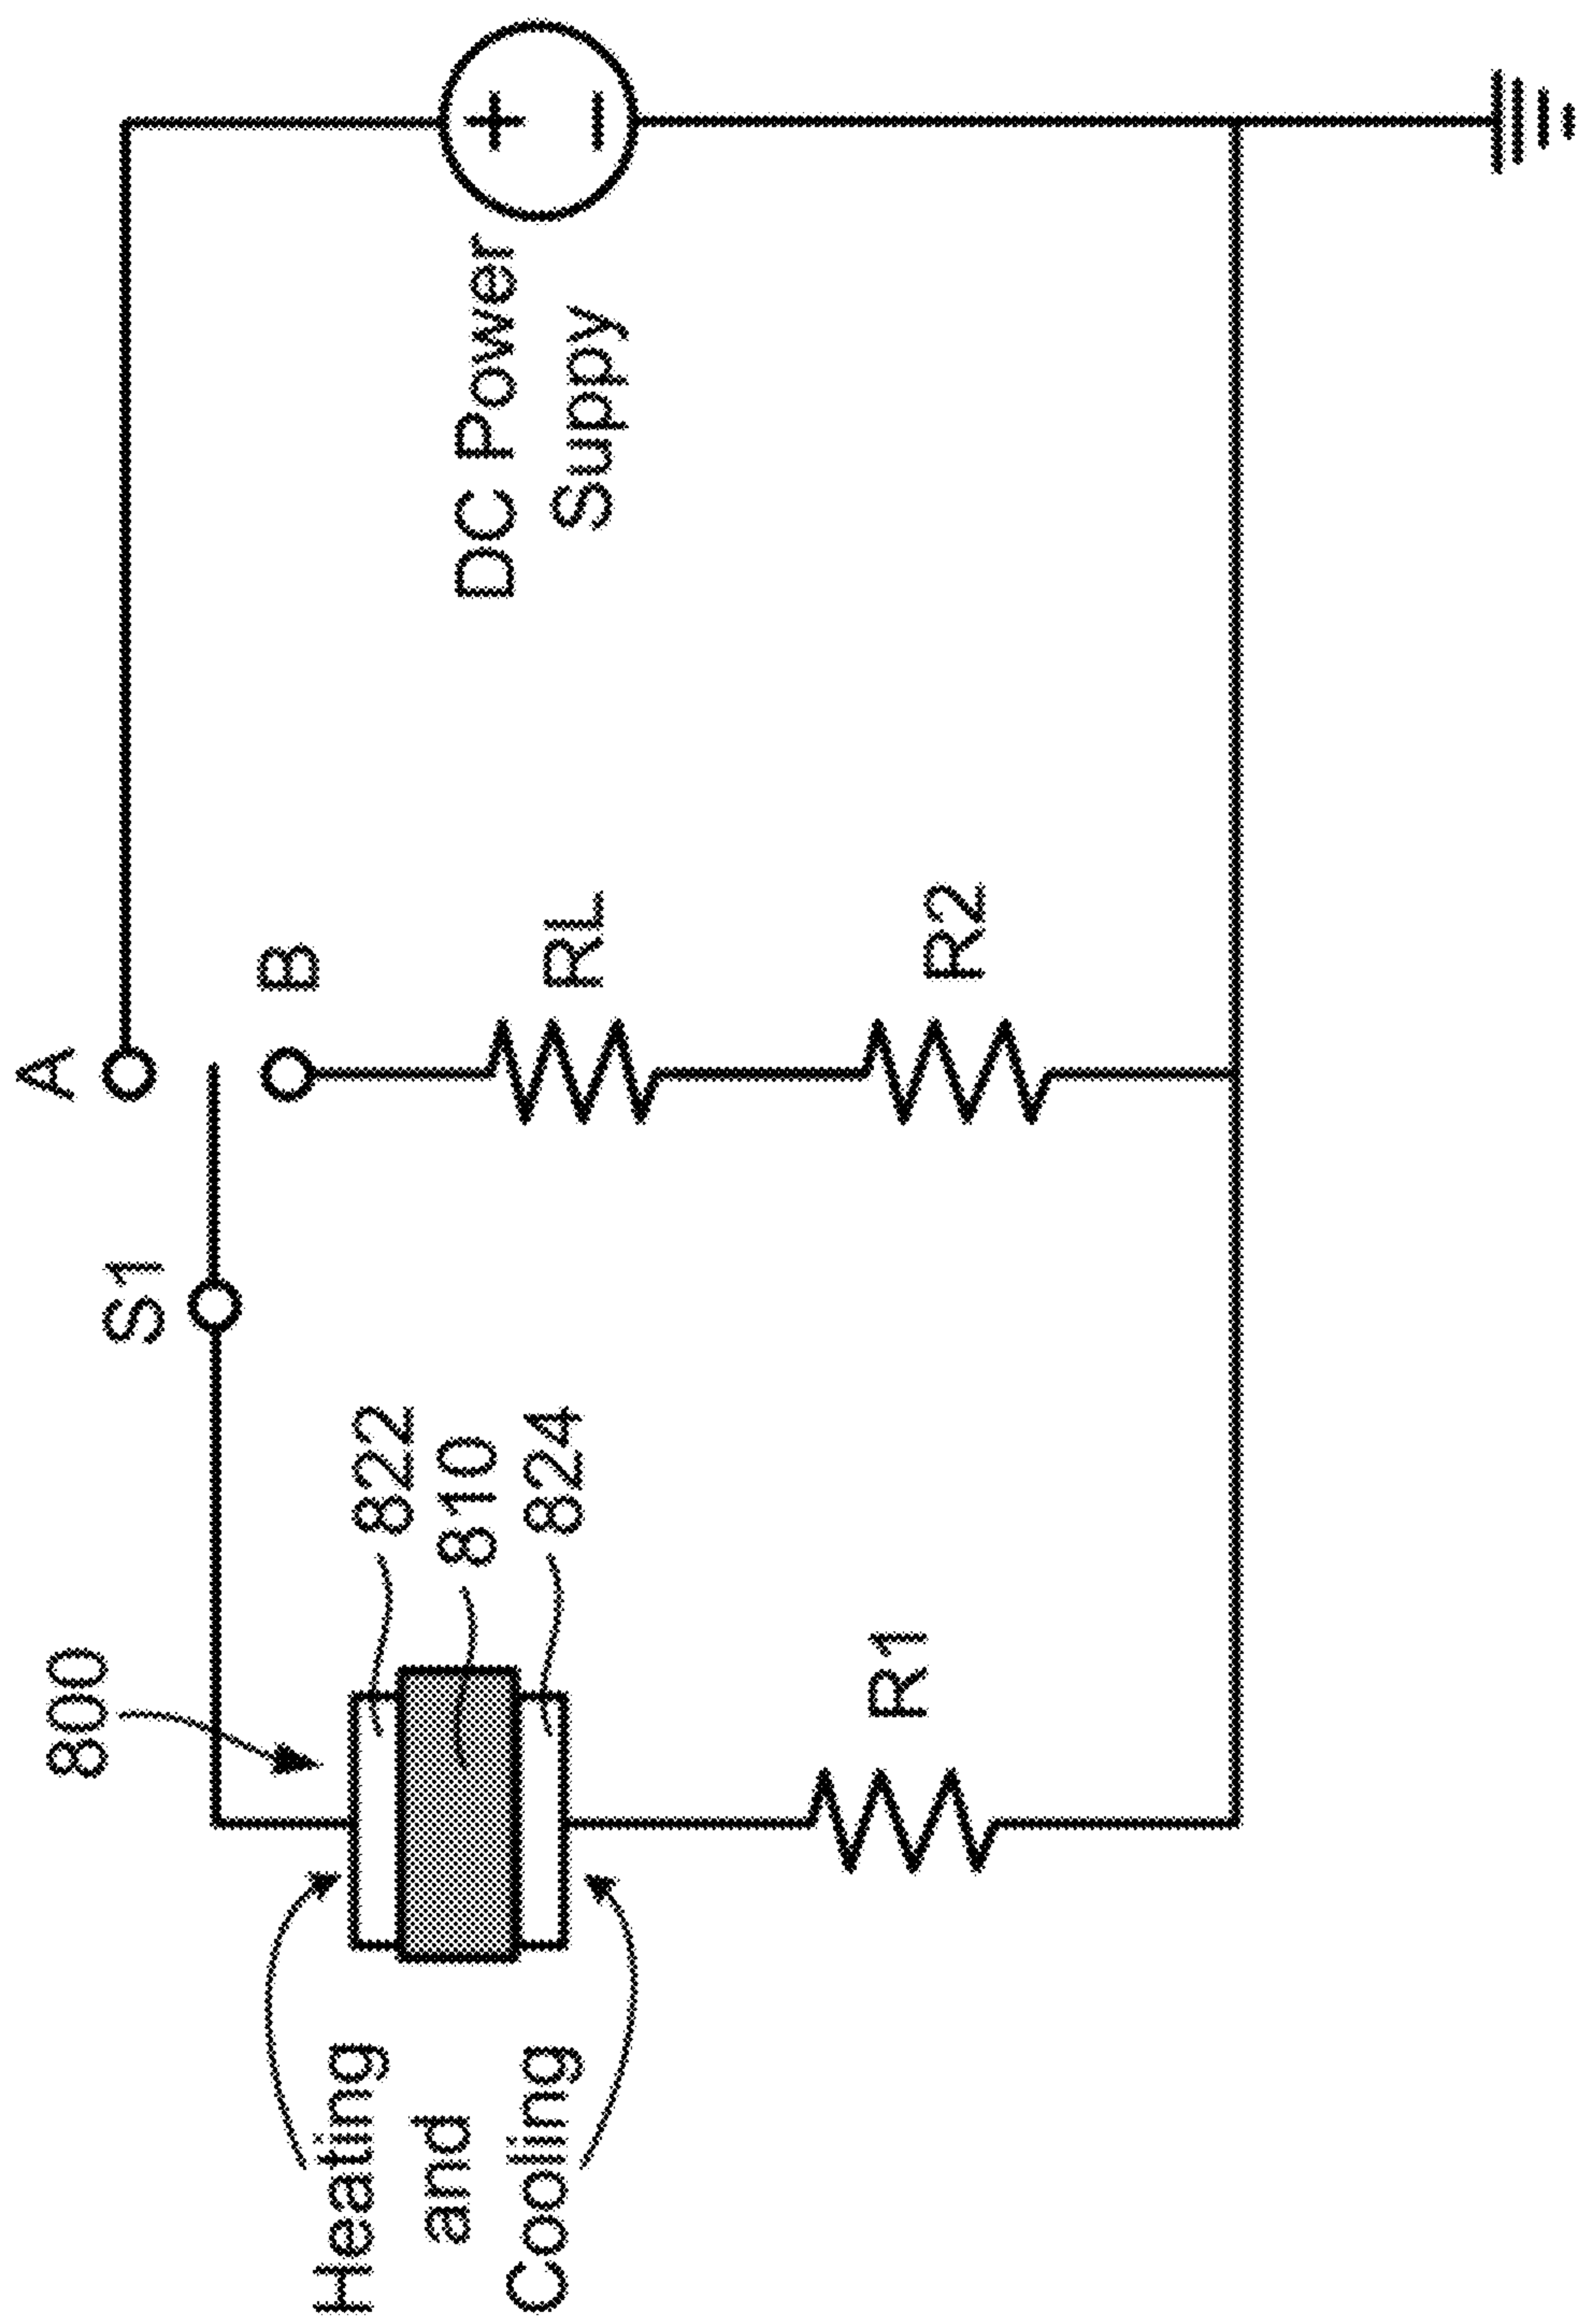 A
800
S1
B
822
810
824
Heating
and
Cooling
DC Power
Suppy
RL
R1
R2
+
−